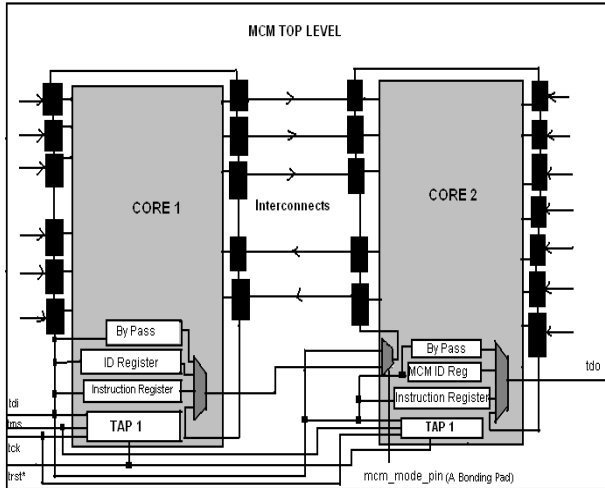 MCM TOP LEVEL
CORE 1
CORE 2
Interconnects
By Pass
ID Register
Instruction Register
TAP 1
By Pass
MCM ID Reg
Instruction Register
TAP 1
tdi
tms
tck
trst*
tdo
mcm_mode_pin (A Bonding Pad)